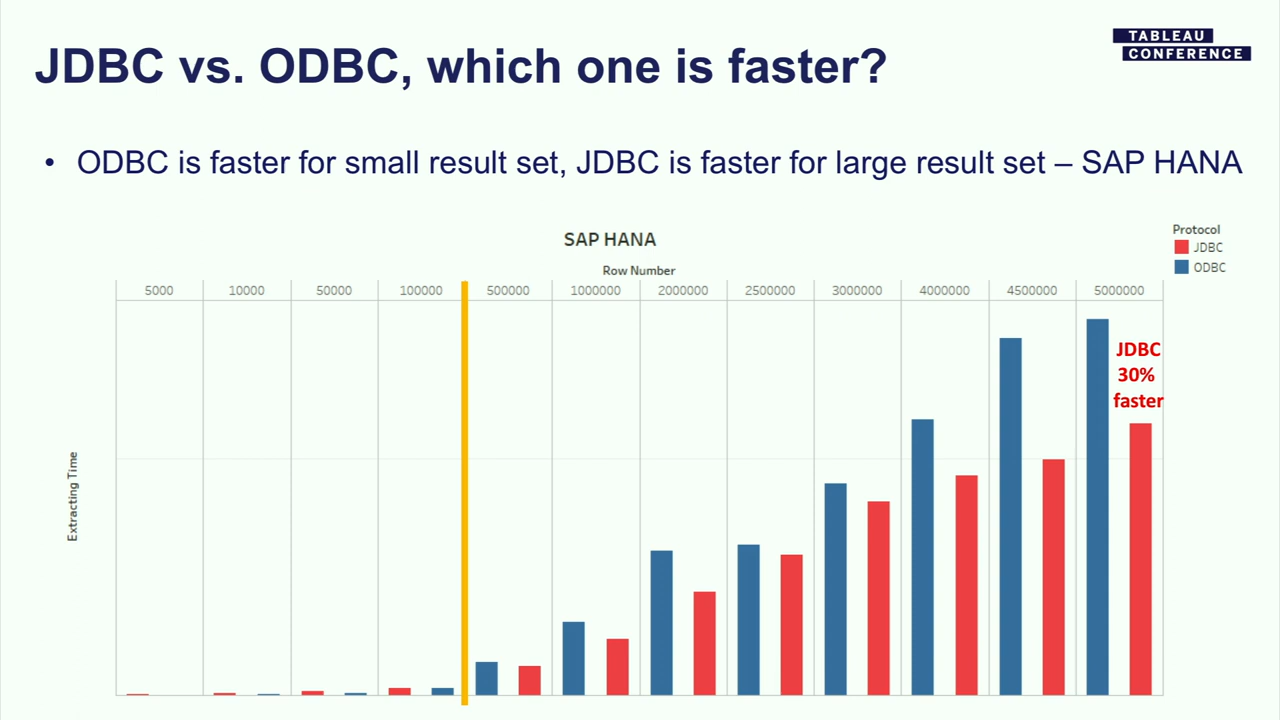 JDBC vs. ODBC, which one is faster?
TABLEAU
CONFERENCE
• ODBC is faster for small result set, JDBC is faster for large result set – SAP HANA
SAP HANA
Row Number
Protocol
JDBC
ODBC
5000 10000 50000 100000 500000 1000000 2000000 2500000 3000000 4000000 4500000 5000000
JDBC
30%
faster
Extracting Time